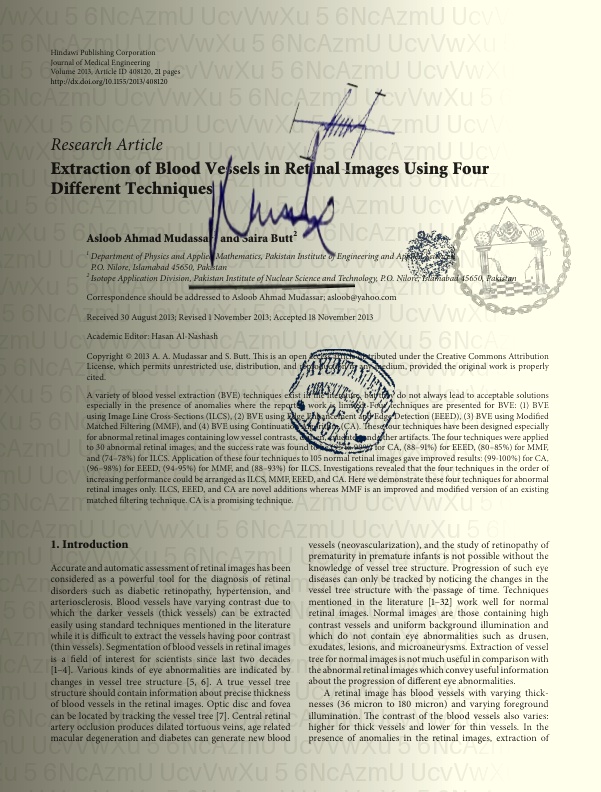 Hindawi Publishing Corporation
Journal of Medical Engineering
Volume 2013, Article ID 408120, 21 pages
http://dx.doi.org/10.1155/2013/408120
Research Article
Extraction of Blood Vessels in Retinal Images Using Four
Different Techniques
Asloob Ahmad Mudassar and Saira Butt2
1 Department of Physics and Applied Mathematics, Pakistan Institute of Engineering and Applied
P.O. Nilore, Islamabad 45650, Pakistan
2 Isotope Application Division, Pakistan Institute of Nuclear Science and Technology, P.O. Nilore, Islamabad 45650, Pakistan
Correspondence should be addressed to Asloob Ahmad Mudassar; asloob@yahoo.com
Received 30 August 2013; Revised 1 November 2013; Accepted 18 November 2013
Academic Editor: Hasan Al-Nashash
Copyright © 2013 A. A. Mudassar and S. Butt. This is an open access article distributed under the Creative Commons Attribution
License, which permits unrestricted use, distribution, and reproduction in any medium, provided the original work is properly
cited.
A variety of blood vessel extraction (BVE) techniques exist in the literature, but they do not always lead to acceptable solutions
especially in the presence of anomalies where the reported work is limited. Four techniques are presented for BVE: (1) BVE
using Image Line Cross-Sections (ILCS), (2) BVE using Edge Enhancement and Edge Detection (EEED), (3) BVE using Modified
Matched Filtering (MMF), and (4) BVE using Continuation Algorithm (CA). These four techniques have been designed especially
for abnormal retinal images containing low vessel contrasts, and other artifacts. The four techniques were applied
to 30 abnormal retinal images, and the success rate was found to be for CA, (88–91%) for EEED, (80–85%) for MMF,
and (74–78%) for ILCS. Application of these four techniques to 105 normal retinal images gave improved results: (99-100%) for CA,
(96–98%) for EEED, (94-95%) for MMF, and (88–93%) for ILCS. Investigations revealed that the four techniques in the order of
increasing performance could be arranged as ILCS, MMF, EEED, and CA. Here we demonstrate these four techniques for abnormal
retinal images only. ILCS, EEED, and CA are novel additions whereas MMF is an improved and modified version of an existing
matched filtering technique. CA is a promising technique.
1. Introduction
Accurate and automatic assessment of retinal images has been
considered as a powerful tool for the diagnosis of retinal
disorders such as diabetic retinopathy, hypertension, and
arteriosclerosis. Blood vessels have varying contrast due to
which the darker vessels (thick vessels) can be extracted
easily using standard techniques mentioned in the literature
while it is difficult to extract the vessels having poor contrast
(thin vessels). Segmentation of blood vessels in retinal images
is a field of interest for scientists since last two decades
[1–4]. Various kinds of eye abnormalities are indicated by
changes in vessel tree structure [5, 6]. A true vessel tree
structure should contain information about precise thickness
of blood vessels in the retinal images. Optic disc and fovea
can be located by tracking the vessel tree [7]. Central retinal
artery occlusion produces dilated tortuous veins, age related
macular degeneration and diabetes can generate new blood
vessels (neovascularization), and the study of retinopathy of
prematurity in premature infants is not possible without the
knowledge of vessel tree structure. Progression of such eye
diseases can only be tracked by noticing the changes in the
vessel tree structure with the passage of time. Techniques
mentioned in the literature [1–32] work well for normal
retinal images. Normal images are those containing high
contrast vessels and uniform background illumination and
which do not contain eye abnormalities such as drusen,
exudates, lesions, and microaneurysms. Extraction of vessel
tree for normal images is not much useful in comparison with
the abnormal retinal images which convey useful information
about the progression of different eye abnormalities.
A retinal image has blood vessels with varying thick-
nesses (36 micron to 180 micron) and varying foreground
illumination. The contrast of the blood vessels also varies:
higher for thick vessels and lower for thin vessels. In the
presence of anomalies in the retinal images, extraction of